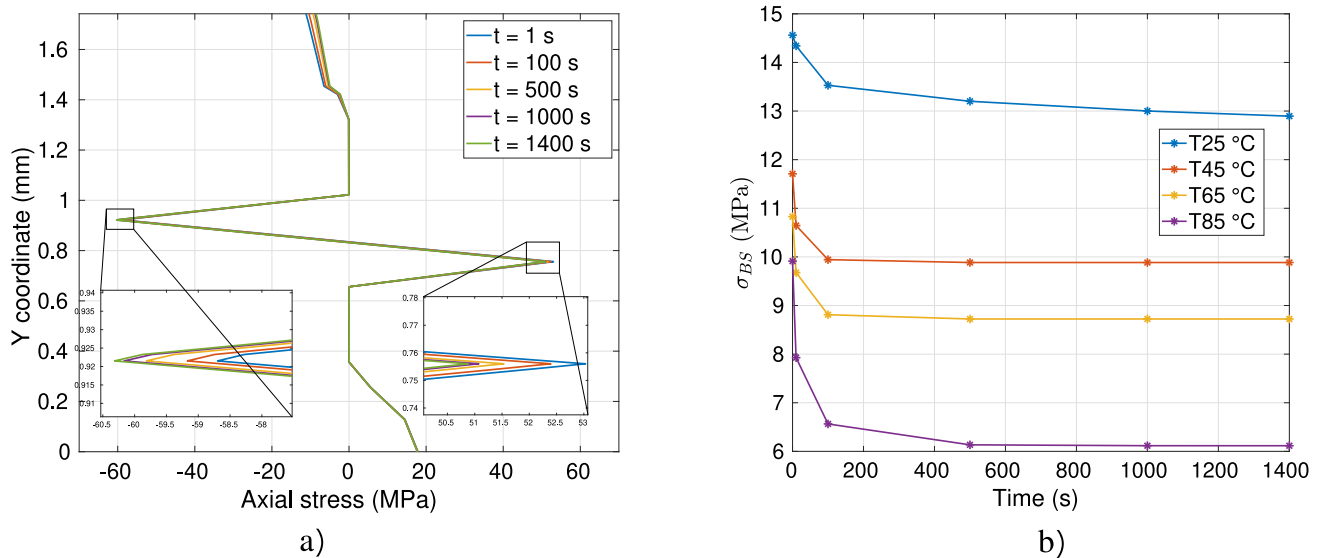 t = 1 s
t = 100 s
t = 500 s
t = 1000 s
t = 1400 s
Y coordinate (mm)
1.6
1.4
1.2
1
0.8
0.6
0.4
0.2
0
-60 -40 -20 0 20 40 60
Axial stress (MPa)
0.94
0.935
0.93
0.925
0.92
0.915
0.91
-60.5 -60 -59.5 -59 -58.5 -58
0.78
0.77
0.76
0.75
0.74
50.5 51 51.5 52 52.5 53
a)
σBS (MPa)
15
14
13
12
11
10
9
8
7
6
5
T25 °C
T45 °C
T65 °C
T85 °C
0 200 400 600 800 1000 1200 1400
Time (s)
b)